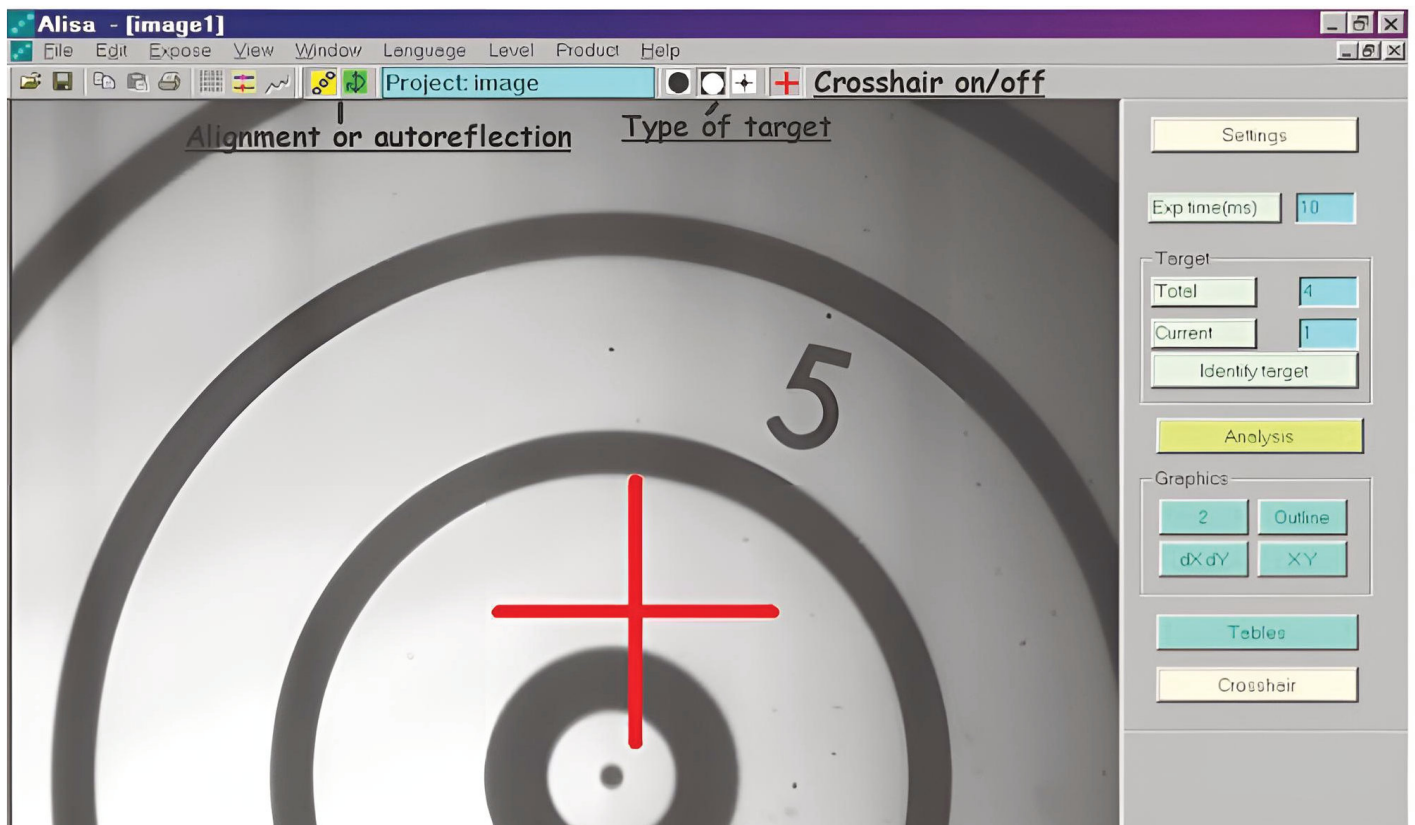 Alisa - [image1]
File Edit Expose View Window Language Level Product Help
Project: image
Crosshair on/off
Alignment or autoreflection
Type of target
Settings
Exp time(ms) 10
Target
Total 4
Current 1
Identify target
5
Analysis
Graphics
2 Outline
dX dY XY
Tables
Crosshair